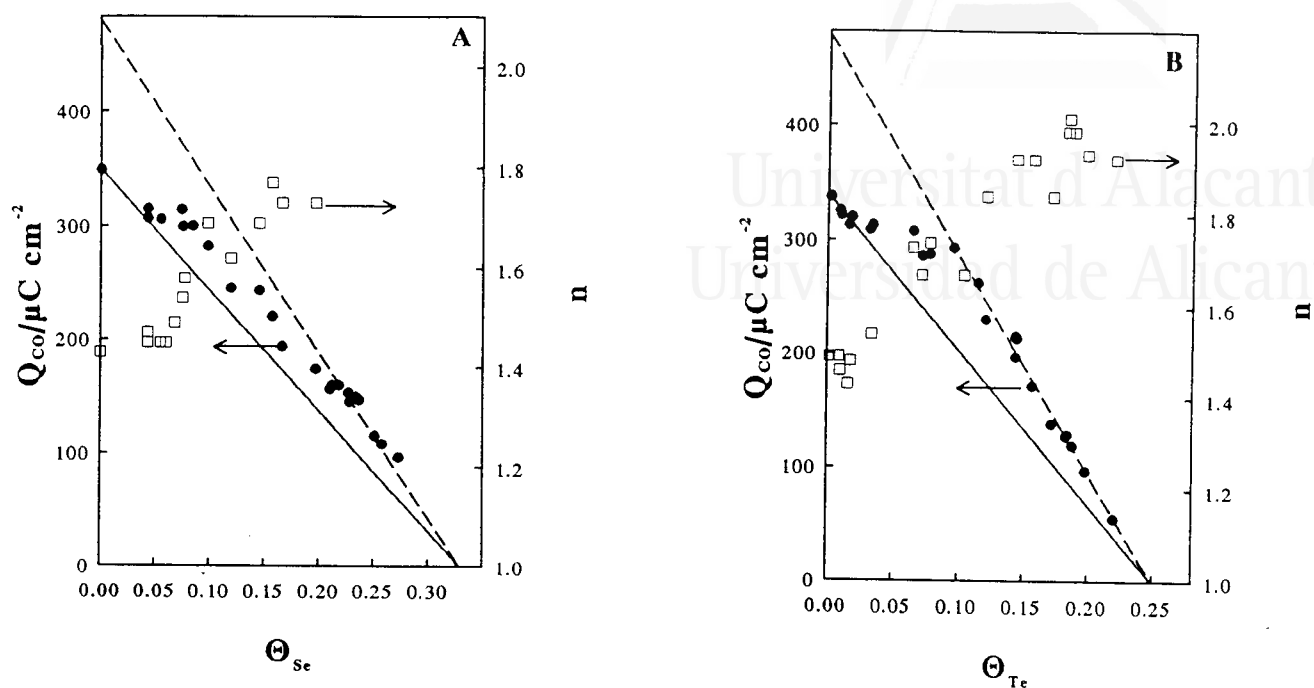 A
400
300
200
100
0
Q_CO/μC cm⁻²
2.0
1.8
1.6
1.4
1.2
1.0
n
0.00 0.05 0.10 0.15 0.20 0.25 0.30
Θ_Se
B
400
300
200
100
0
Q_CO/μC cm⁻²
2.0
1.8
1.6
1.4
1.2
1.0
n
0.00 0.05 0.10 0.15 0.20 0.25
Θ_Te
Universitat d'Alacant
Universidad de Alican